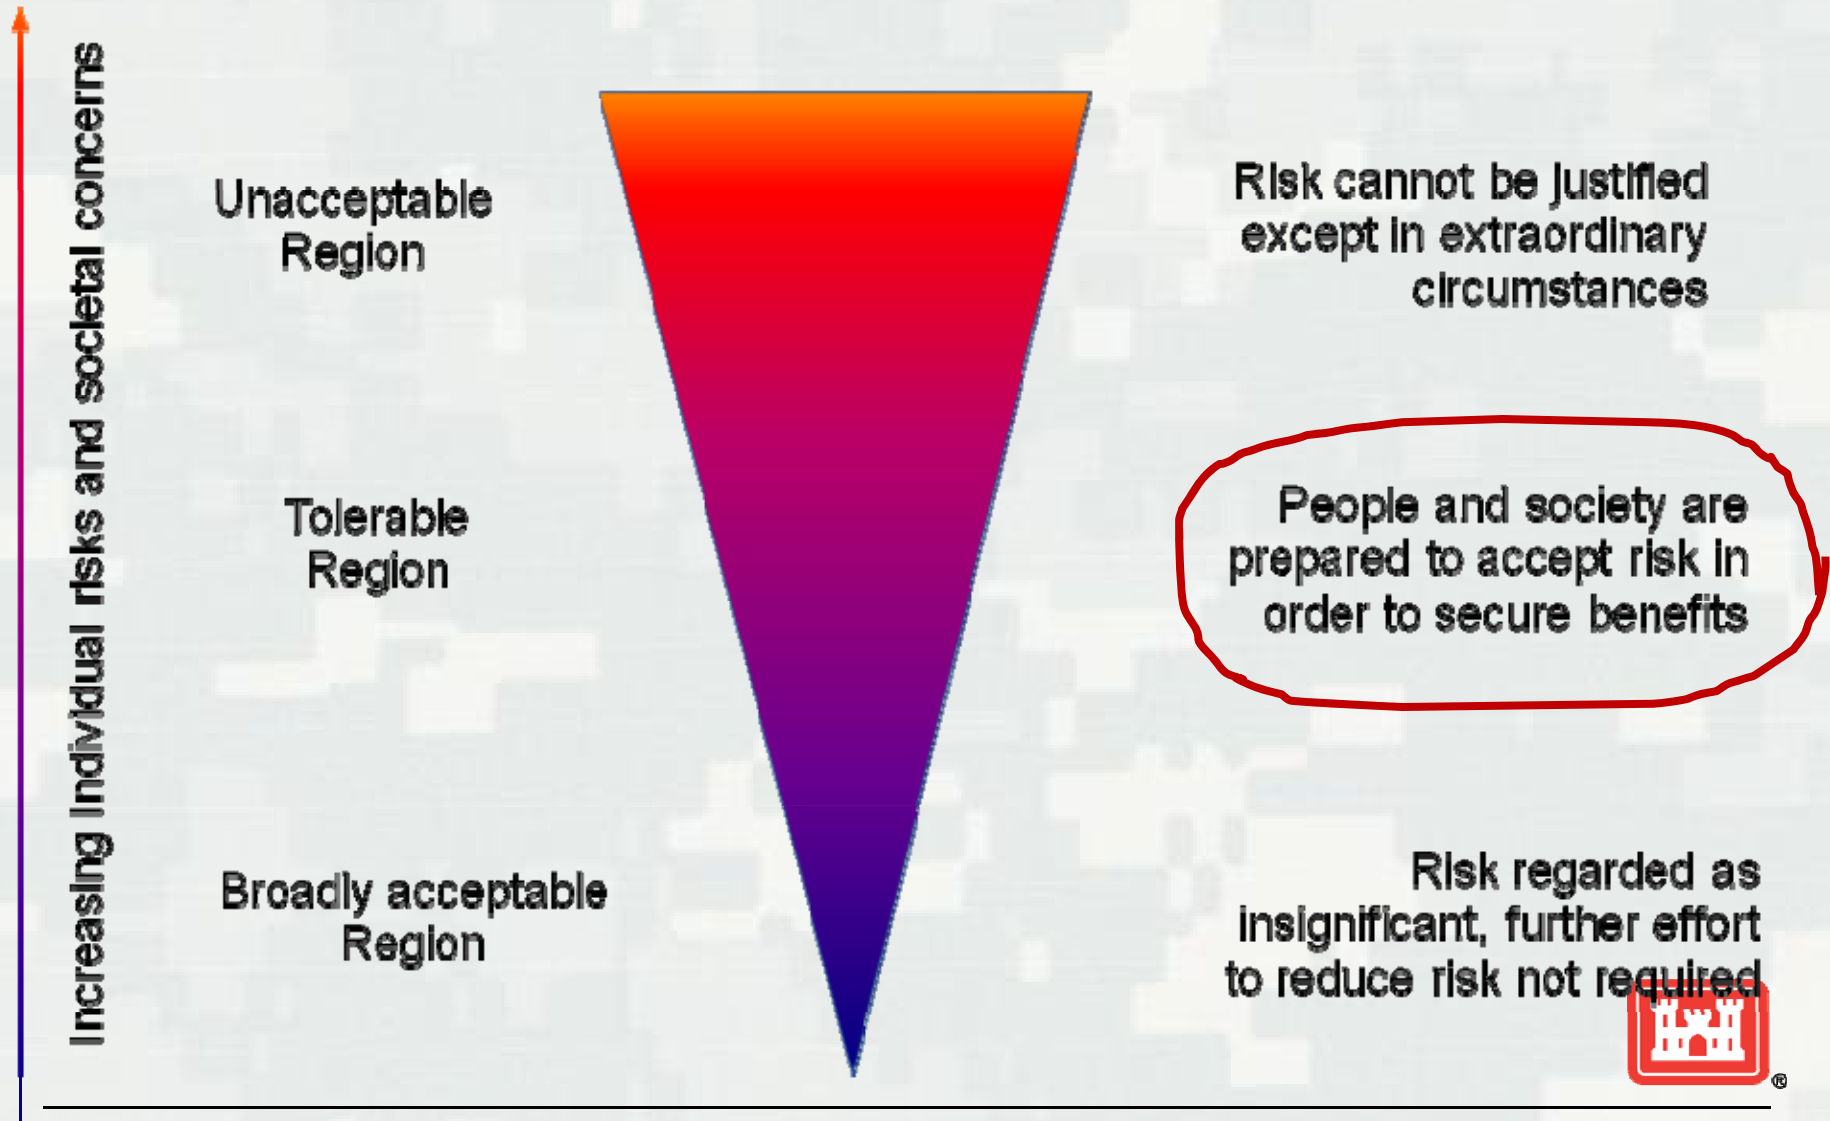 Increasing Individual risks and societal concerns
Unacceptable
Region
Risk cannot be justified
except in extraordinary
circumstances
Tolerable
Region
People and society are
prepared to accept risk in
order to secure benefits
Broadly acceptable
Region
Risk regarded as
insignificant, further effort
to reduce risk not required
®